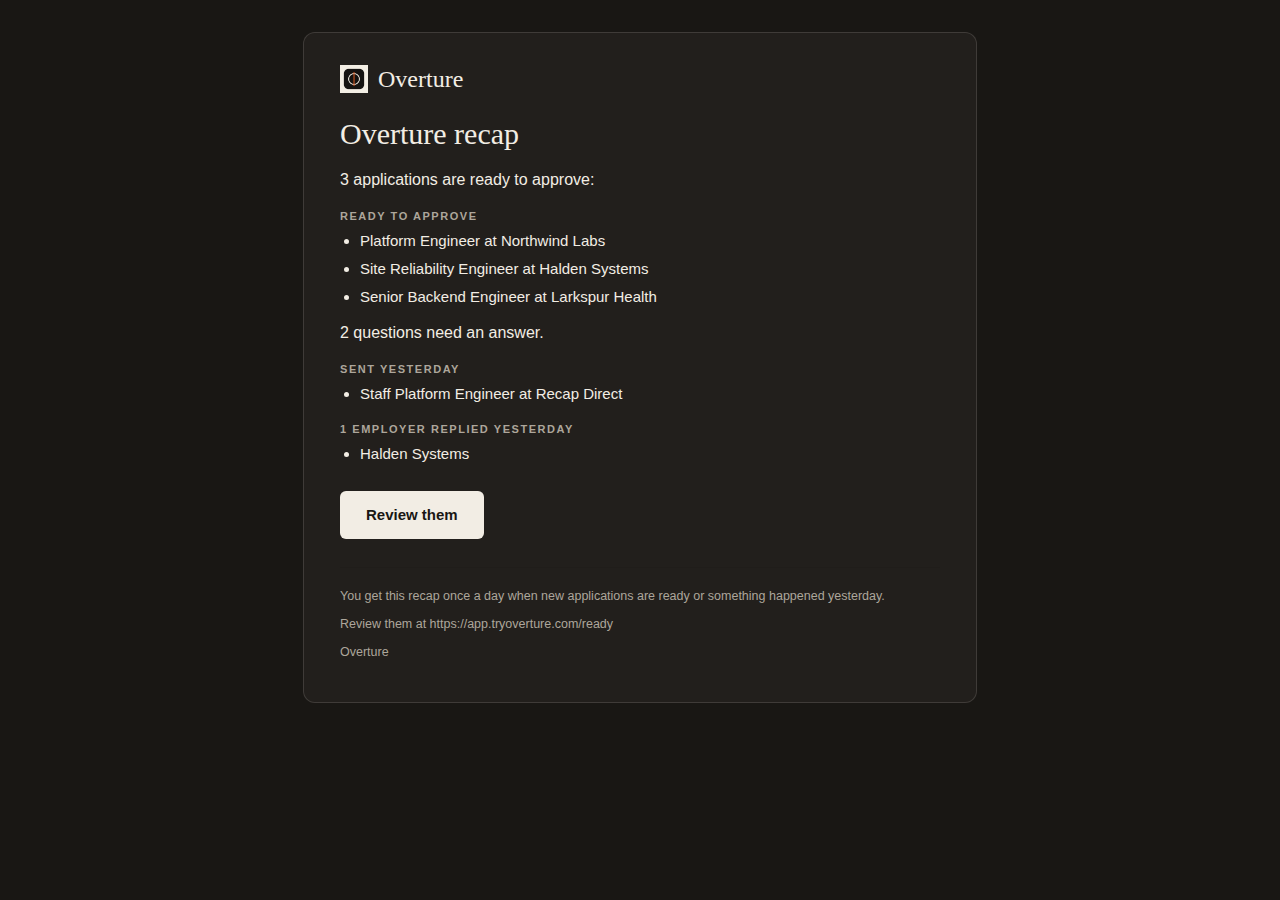 Overture
Overture recap
3 applications are ready to approve:
READY TO APPROVE
Platform Engineer at Northwind Labs
Site Reliability Engineer at Halden Systems
Senior Backend Engineer at Larkspur Health
2 questions need an answer.
SENT YESTERDAY
Staff Platform Engineer at Recap Direct
1 EMPLOYER REPLIED YESTERDAY
Halden Systems
Review them
You get this recap once a day when new applications are ready or something happened yesterday.
Review them at https://app.tryoverture.com/ready
Overture